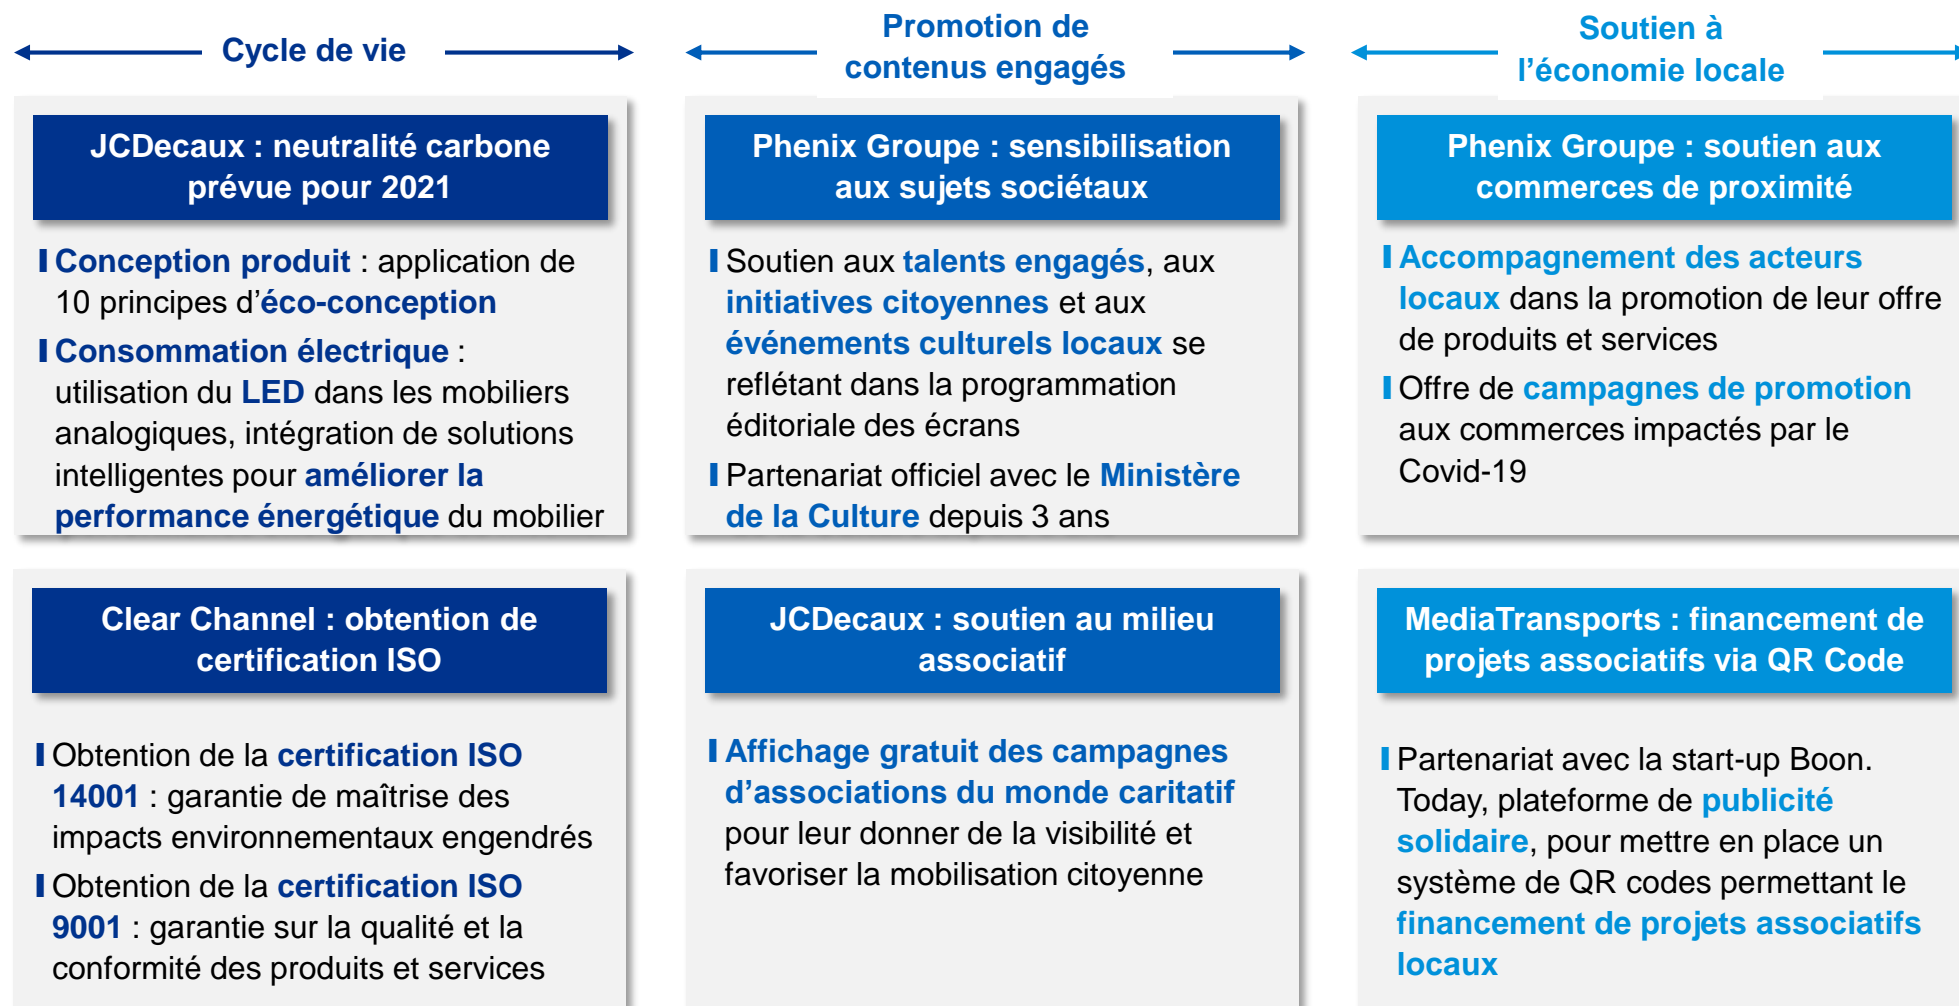 Cycle de vie
Promotion de
contenus engagés
Soutien à
l’économie locale
JCDecaux : neutralité carbone
prévue pour 2021
Conception produit : application de
10 principes d’éco-conception
Consommation électrique :
utilisation du LED dans les mobiliers
analogiques, intégration de solutions
intelligentes pour améliorer la
performance énergétique du mobilier
Phenix Groupe : sensibilisation
aux sujets sociétaux
Soutien aux talents engagés, aux
initiatives citoyennes et aux
événements culturels locaux se
reflétant dans la programmation
éditoriale des écrans
Partenariat officiel avec le Ministère
de la Culture depuis 3 ans
Phenix Groupe : soutien aux
commerces de proximité
Accompagnement des acteurs
locaux dans la promotion de leur offre
de produits et services
Offre de campagnes de promotion
aux commerces impactés par le
Covid-19
Clear Channel : obtention de
certification ISO
Obtention de la certification ISO
14001 : garantie de maîtrise des
impacts environnementaux engendrés
Obtention de la certification ISO
9001 : garantie sur la qualité et la
conformité des produits et services
JCDecaux : soutien au milieu
associatif
Affichage gratuit des campagnes
d’associations du monde caritatif
pour leur donner de la visibilité et
favoriser la mobilisation citoyenne
MediaTransports : financement de
projets associatifs via QR Code
Partenariat avec la start-up Boon.
Today, plateforme de publicité
solidaire, pour mettre en place un
système de QR codes permettant le
financement de projets associatifs
locaux